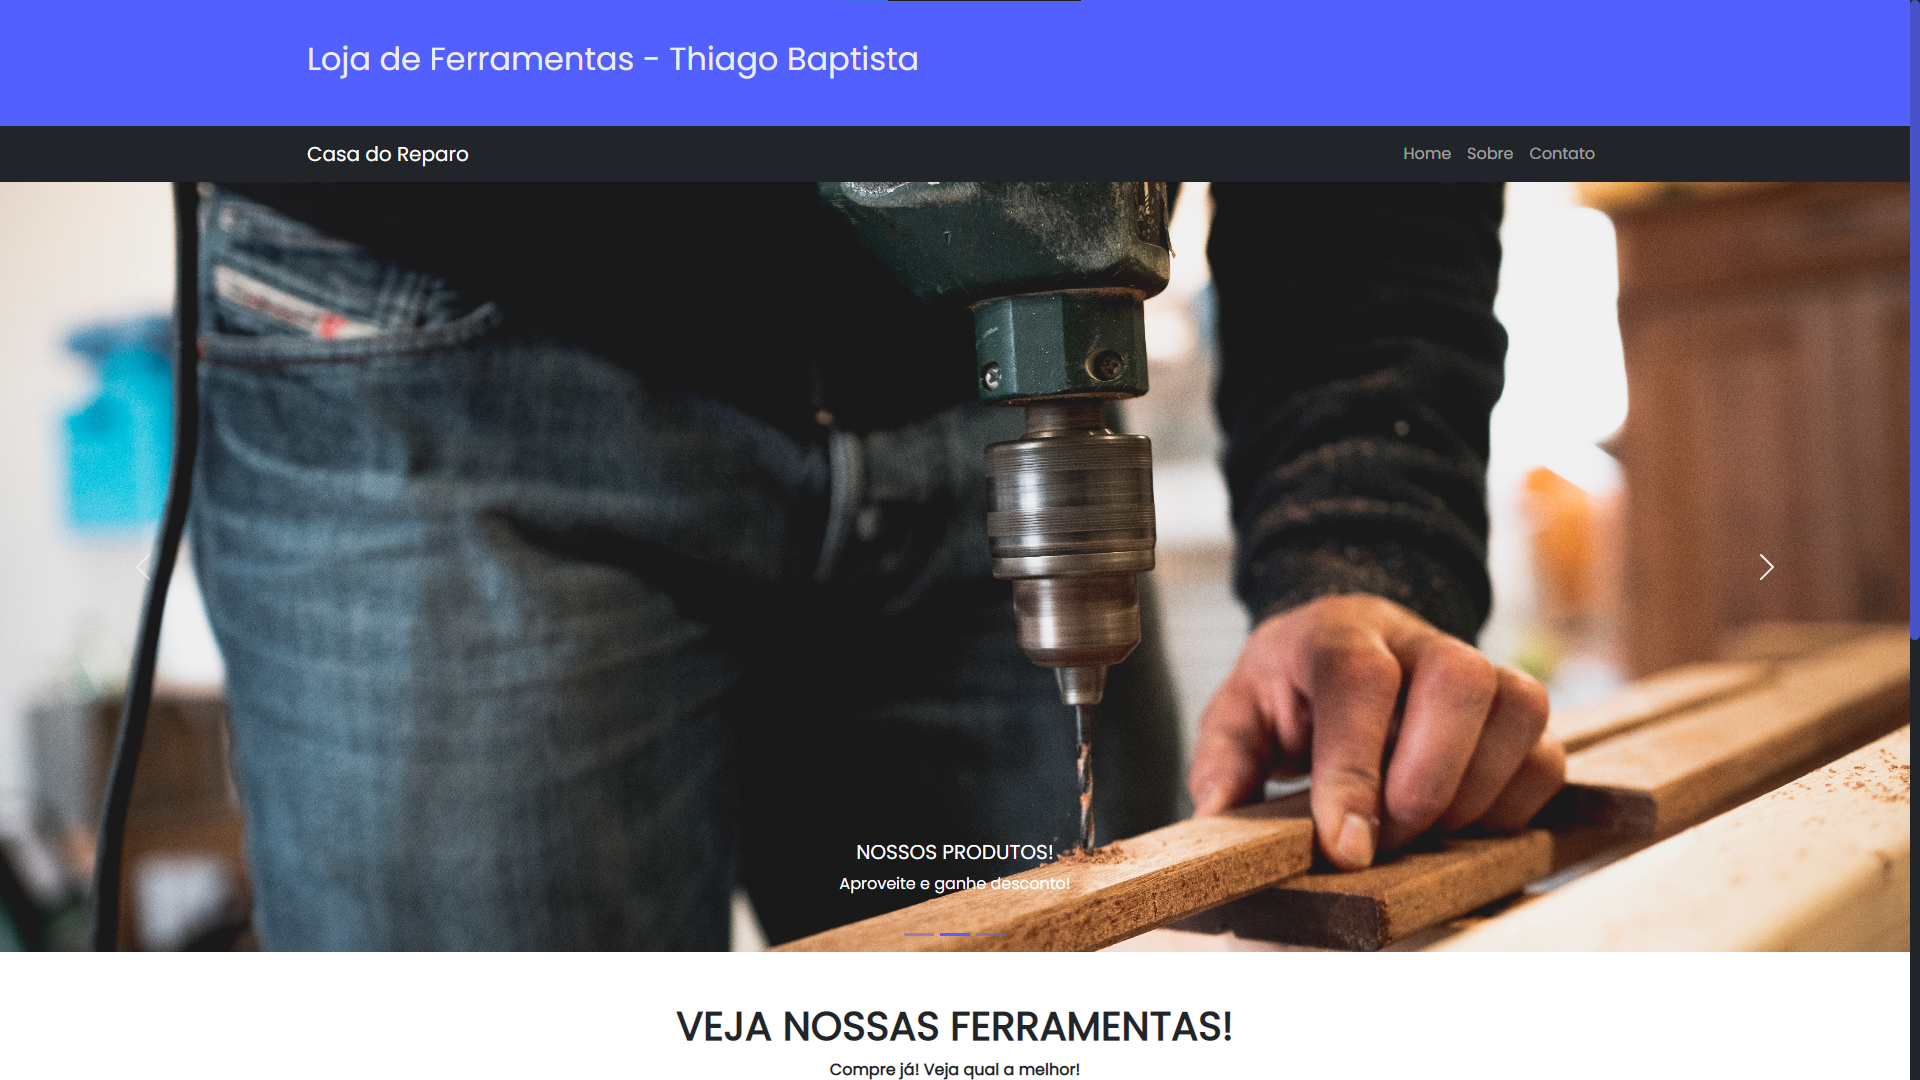 Loja de Ferramentas - Thiago Baptista
Casa do Reparo
Home Sobre Contato
NOSSOS PRODUTOS!
Aproveite e ganhe desconto!
VEJA NOSSAS FERRAMENTAS!
Compre já! Veja qual a melhor!